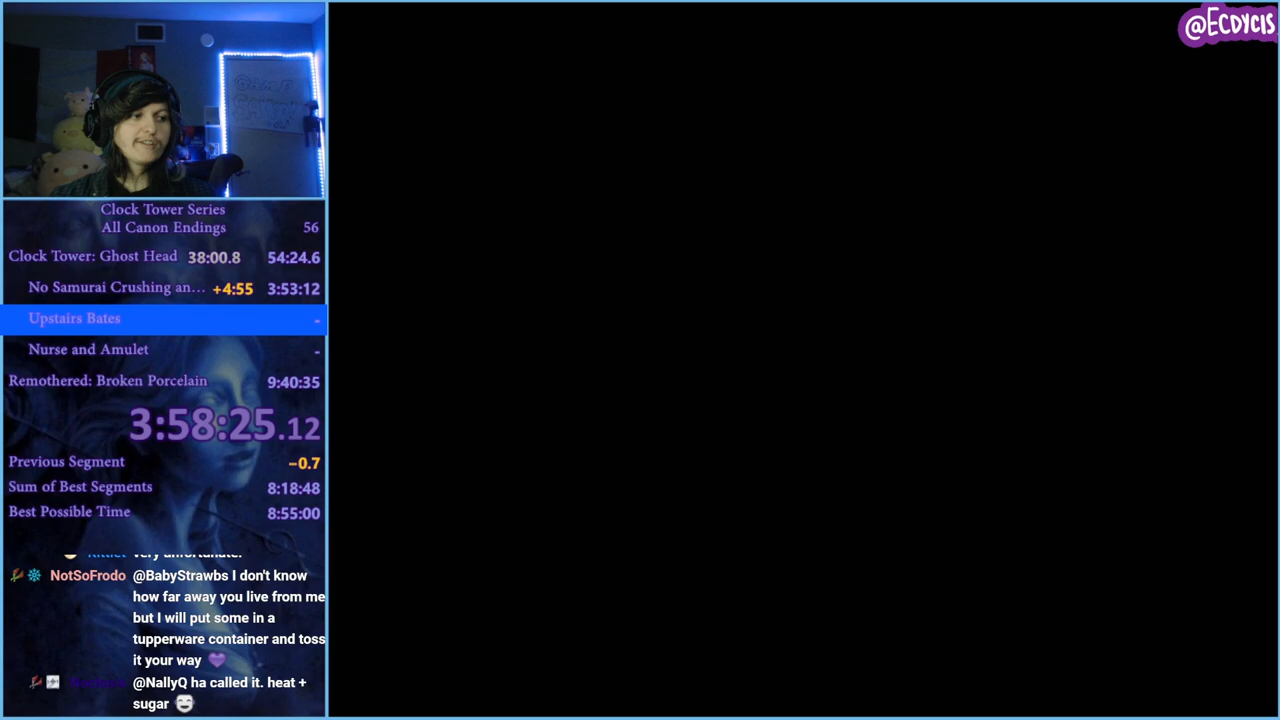 @ECDYCIS
GAME
Clock Tower Series
All Canon Endings 56
Clock Tower: Ghost Head 38:00.8 54:24.6
No Samurai Crushing an… +4:55 3:53:12
Upstairs Bates -
Nurse and Amulet -
Remothered: Broken Porcelain 9:40:35
3:58:25.12
Previous Segment −0.7
Sum of Best Segments 8:18:48
Best Possible Time 8:55:00
very unfortunate.
NotSoFrodo @BabyStrawbs I don't know
how far away you live from me
but I will put some in a
tupperware container and toss
it your way
@NallyQ ha called it. heat +
sugar